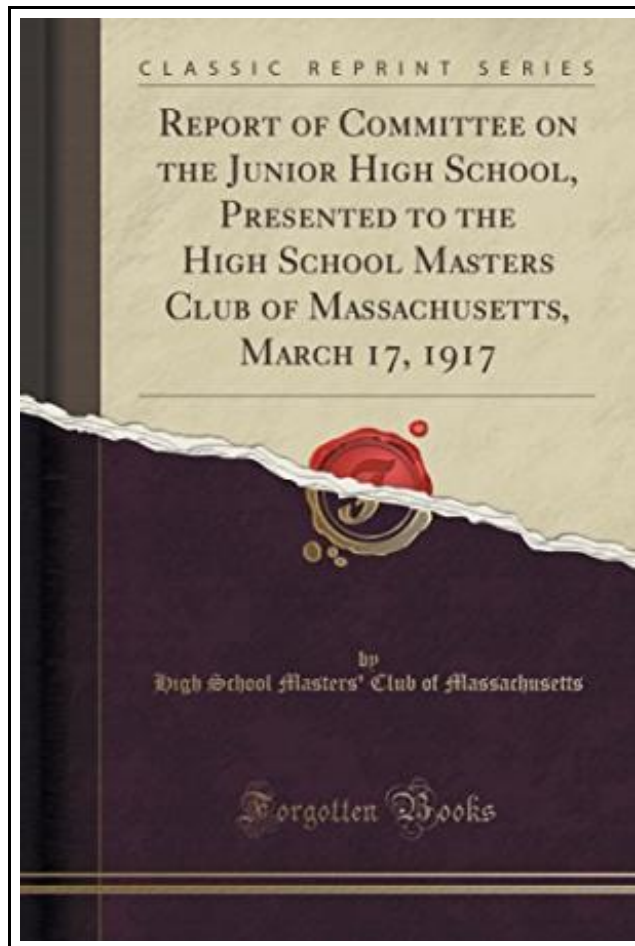 CLASSIC REPRINT SERIES
REPORT OF COMMITTEE ON
THE JUNIOR HIGH SCHOOL,
PRESENTED TO THE
HIGH SCHOOL MASTERS
CLUB OF MASSACHUSETTS,
MARCH 17, 1917
by
High School Masters' Club of Massachusetts
Forgotten Books